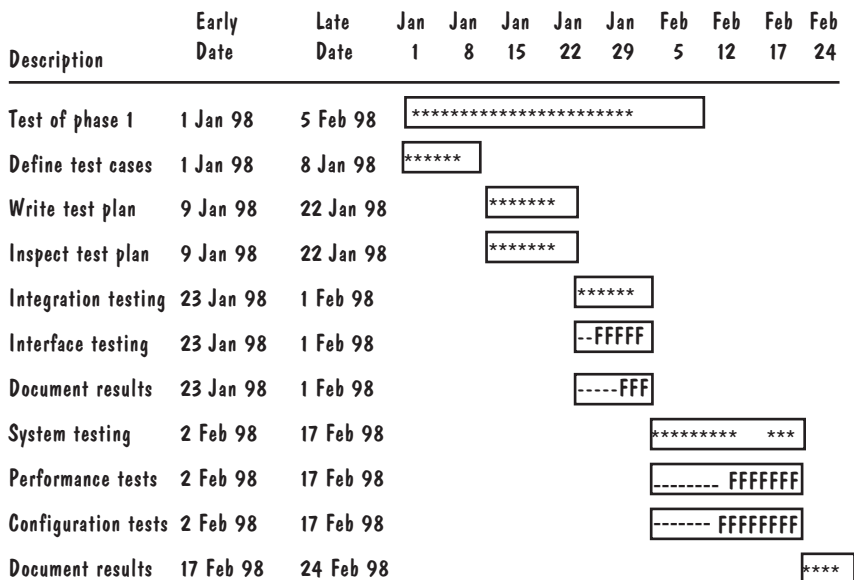 Early Late Jan Jan Jan Jan Jan Feb Feb Feb Feb
Description Date Date 1 8 15 22 29 5 12 17 24
Test of phase 1 1 Jan 98 5 Feb 98 ***********************
Define test cases 1 Jan 98 8 Jan 98 ******
Write test plan 9 Jan 98 22 Jan 98 *******
Inspect test plan 9 Jan 98 22 Jan 98 *******
Integration testing 23 Jan 98 1 Feb 98 ******
Interface testing 23 Jan 98 1 Feb 98 --FFFFF
Document results 23 Jan 98 1 Feb 98 -----FFF
System testing 2 Feb 98 17 Feb 98 ********* ***
Performance tests 2 Feb 98 17 Feb 98 -------- FFFFFFF
Configuration tests 2 Feb 98 17 Feb 98 ------- FFFFFFFF
Document results 17 Feb 98 24 Feb 98 ****